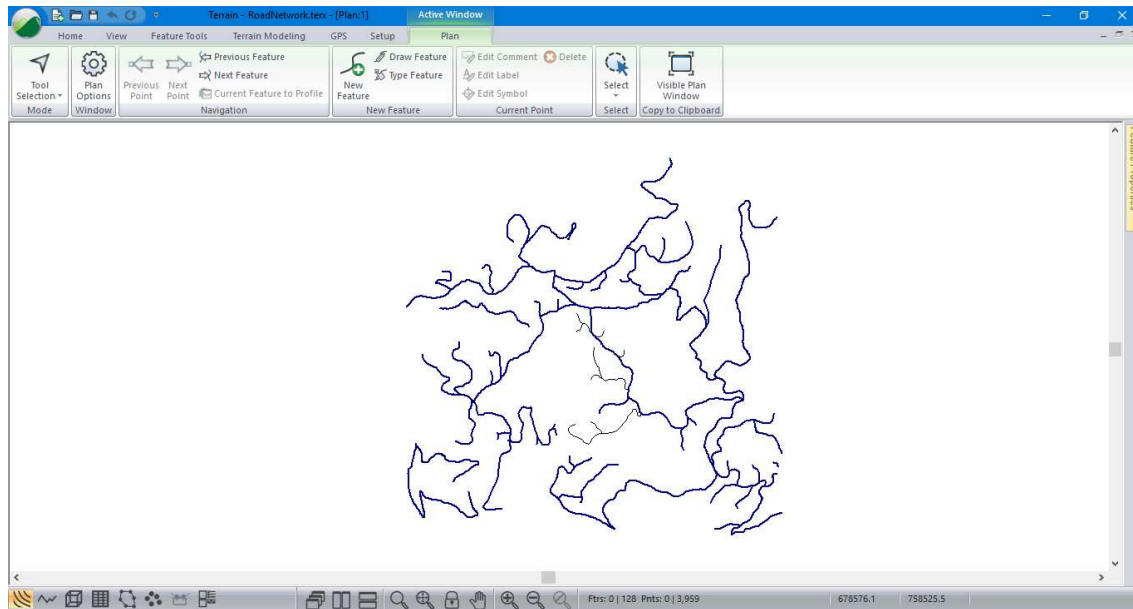 Terrain - RoadNetwork.terx - [Plan:1]
Active Window
Home View Feature Tools Terrain Modeling GPS Setup Plan
Tool Selection
Mode
Plan Options
Window
Previous Point
Next Point
Previous Feature
Next Feature
Current Feature to Profile
Navigation
New Feature
Draw Feature
Type Feature
New Feature
Edit Comment Delete
Edit Label
Edit Symbol
Current Point
Select
Select
Visible Plan Window
Copy to Clipboard
Ftrs: 0 | 128 Pnts: 0 | 3,959
678576.1 758525.5